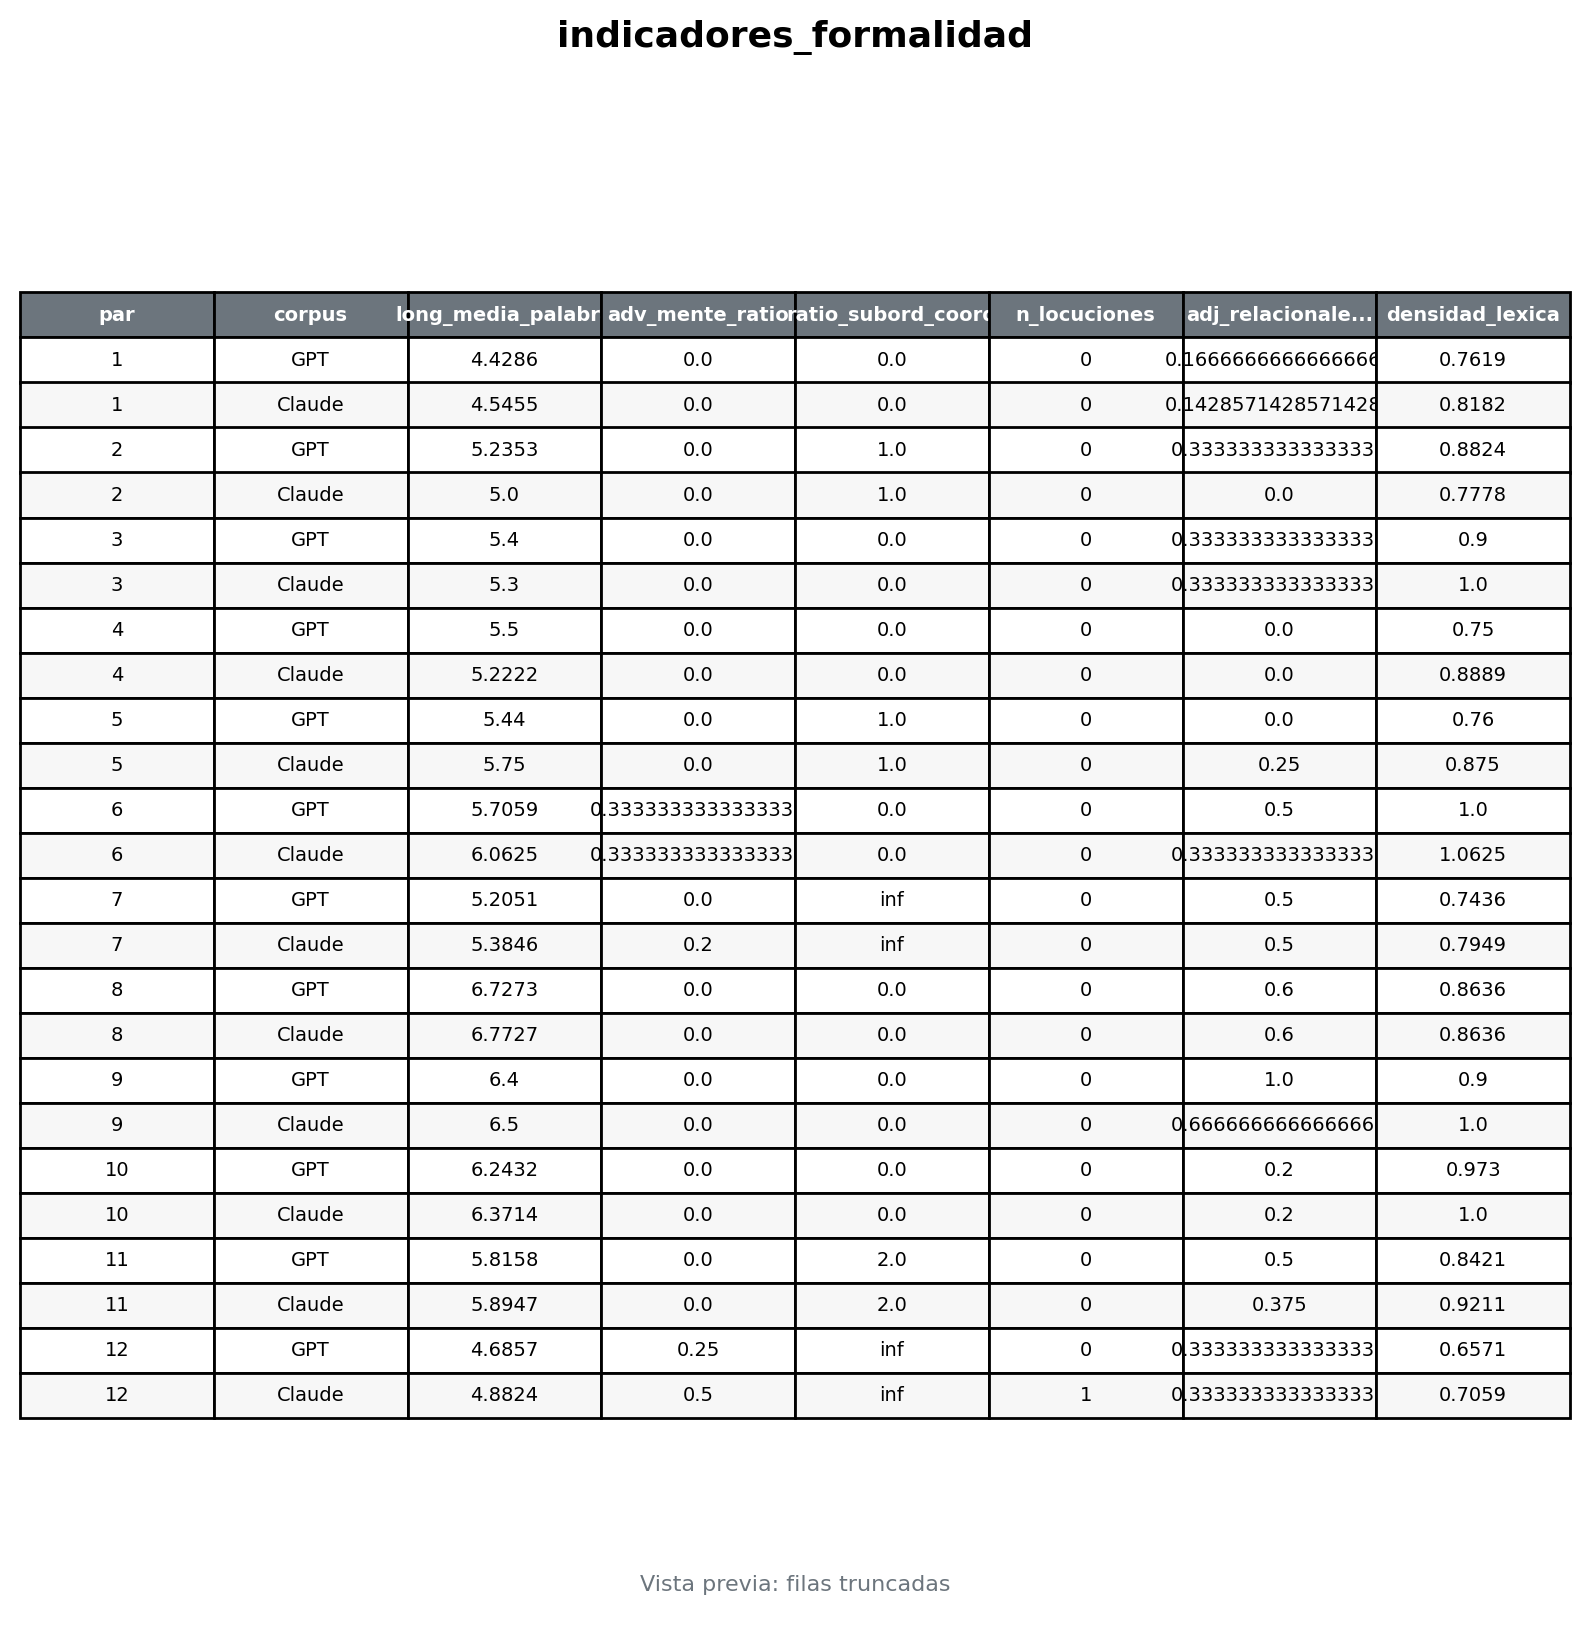 indicadores_formalidad
par corpus long_media_palabr adv_mente_ratio ratio_subord_coord n_locuciones adj_relacionale... densidad_lexica
1 GPT 4.4286 0.0 0.0 0 0.1666666666666666 0.7619
1 Claude 4.5455 0.0 0.0 0 0.1428571428571428 0.8182
2 GPT 5.2353 0.0 1.0 0 0.333333333333333 0.8824
2 Claude 5.0 0.0 1.0 0 0.0 0.7778
3 GPT 5.4 0.0 0.0 0 0.333333333333333 0.9
3 Claude 5.3 0.0 0.0 0 0.333333333333333 1.0
4 GPT 5.5 0.0 0.0 0 0.0 0.75
4 Claude 5.2222 0.0 0.0 0 0.0 0.8889
5 GPT 5.44 0.0 1.0 0 0.0 0.76
5 Claude 5.75 0.0 1.0 0 0.25 0.875
6 GPT 5.7059 0.333333333333333 0.0 0 0.5 1.0
6 Claude 6.0625 0.333333333333333 0.0 0 0.333333333333333 1.0625
7 GPT 5.2051 0.0 inf 0 0.5 0.7436
7 Claude 5.3846 0.2 inf 0 0.5 0.7949
8 GPT 6.7273 0.0 0.0 0 0.6 0.8636
8 Claude 6.7727 0.0 0.0 0 0.6 0.8636
9 GPT 6.4 0.0 0.0 0 1.0 0.9
9 Claude 6.5 0.0 0.0 0 0.666666666666666 1.0
10 GPT 6.2432 0.0 0.0 0 0.2 0.973
10 Claude 6.3714 0.0 0.0 0 0.2 1.0
11 GPT 5.8158 0.0 2.0 0 0.5 0.8421
11 Claude 5.8947 0.0 2.0 0 0.375 0.9211
12 GPT 4.6857 0.25 inf 0 0.333333333333333 0.6571
12 Claude 4.8824 0.5 inf 1 0.333333333333333 0.7059
Vista previa: filas truncadas